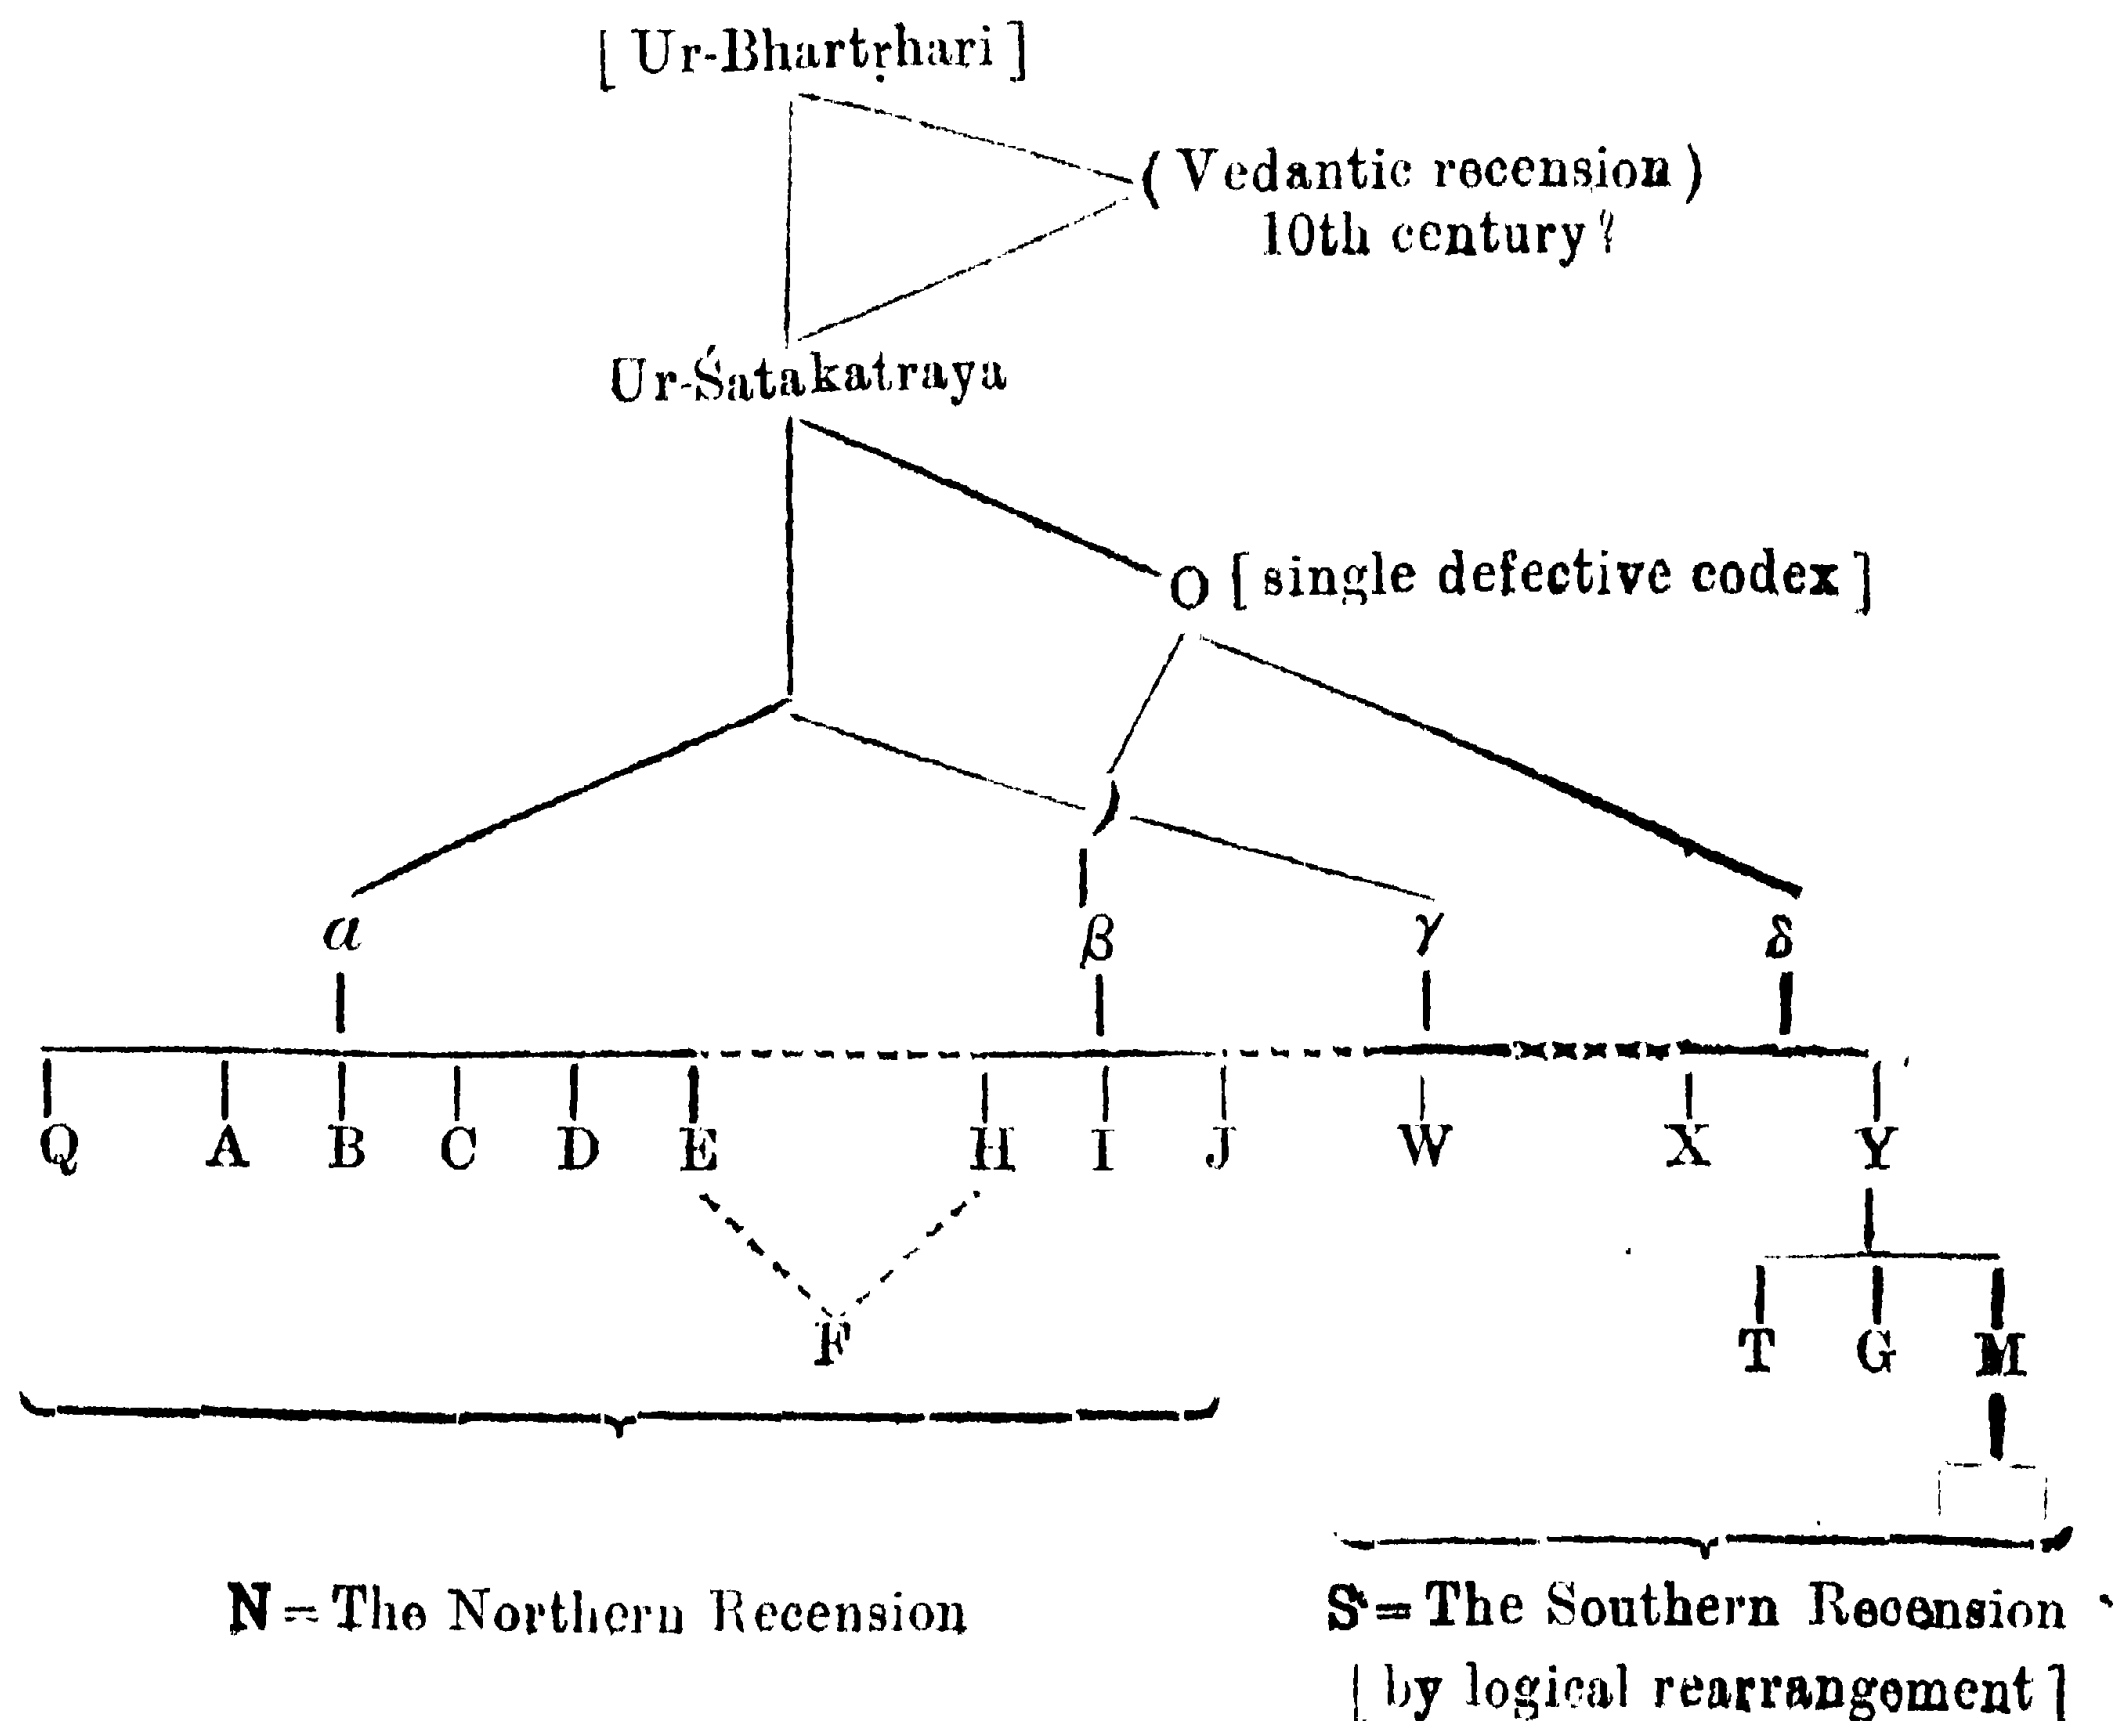 [ Ur-Bhartṛhari ]
( Vedantic recension )
10th century ?
Ur-Śatakatraya
O [ single defective codex ]
α β γ δ
Q A B C D E H I J W X Y
F T G M
N = The Northern Recension
S = The Southern Recension
[ by logical rearrangement ]